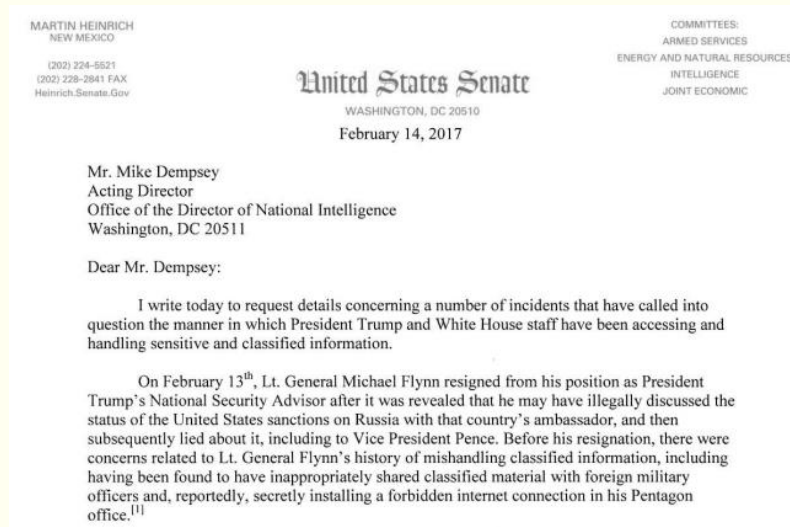 MARTIN HEINRICH
NEW MEXICO
(202) 224-5521
(202) 228-2841 FAX
Heinrich.Senate.Gov
COMMITTEES:
ARMED SERVICES
ENERGY AND NATURAL RESOURCES
INTELLIGENCE
JOINT ECONOMIC
United States Senate
WASHINGTON, DC 20510
February 14, 2017
Mr. Mike Dempsey
Acting Director
Office of the Director of National Intelligence
Washington, DC 20511
Dear Mr. Dempsey:
I write today to request details concerning a number of incidents that have called into
question the manner in which President Trump and White House staff have been accessing and
handling sensitive and classified information.
On February 13th, Lt. General Michael Flynn resigned from his position as President
Trump's National Security Advisor after it was revealed that he may have illegally discussed the
status of the United States sanctions on Russia with that country's ambassador, and then
subsequently lied about it, including to Vice President Pence. Before his resignation, there were
concerns related to Lt. General Flynn's history of mishandling classified information, including
having been found to have inappropriately shared classified material with foreign military
officers and, reportedly, secretly installing a forbidden internet connection in his Pentagon
office.[1]